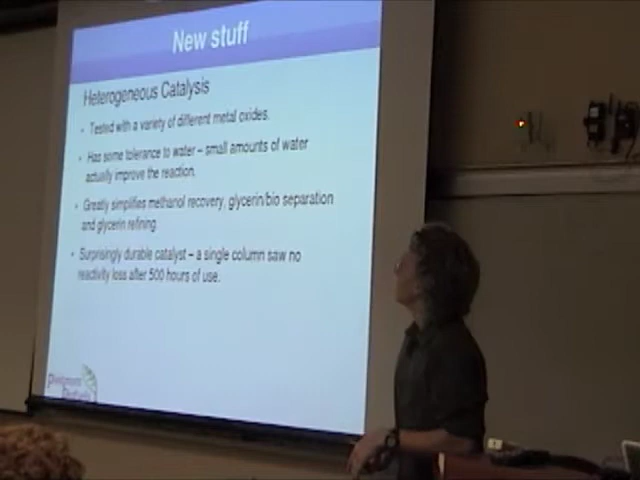 New stuff
Heterogeneous Catalysis
• Tested with a variety of different metal oxides.
• Has some tolerance to water – small amounts of water
actually improve the reaction.
• Greatly simplifies methanol recovery, glycerin/bio separation
and glycerin refining.
• Surprisingly durable catalyst – a single column saw no
reactivity loss after 500 hours of use.
Piedmont
Biofuels